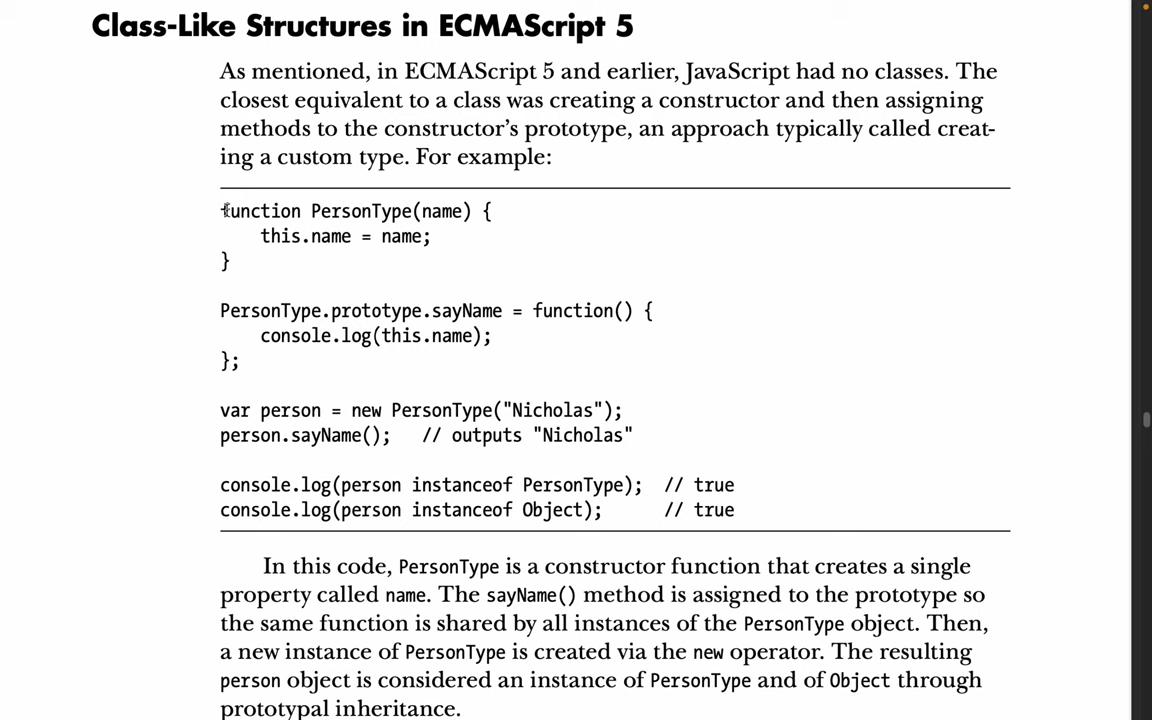 Class-Like Structures in ECMAScript 5
As mentioned, in ECMAScript 5 and earlier, JavaScript had no classes. The
closest equivalent to a class was creating a constructor and then assigning
methods to the constructor’s prototype, an approach typically called creat-
ing a custom type. For example:
function PersonType(name) {
    this.name = name;
}
PersonType.prototype.sayName = function() {
    console.log(this.name);
};
var person = new PersonType("Nicholas");
person.sayName();   // outputs "Nicholas"
console.log(person instanceof PersonType);  // true
console.log(person instanceof Object);      // true
In this code, PersonType is a constructor function that creates a single
property called name. The sayName() method is assigned to the prototype so
the same function is shared by all instances of the PersonType object. Then,
a new instance of PersonType is created via the new operator. The resulting
person object is considered an instance of PersonType and of Object through
prototypal inheritance.